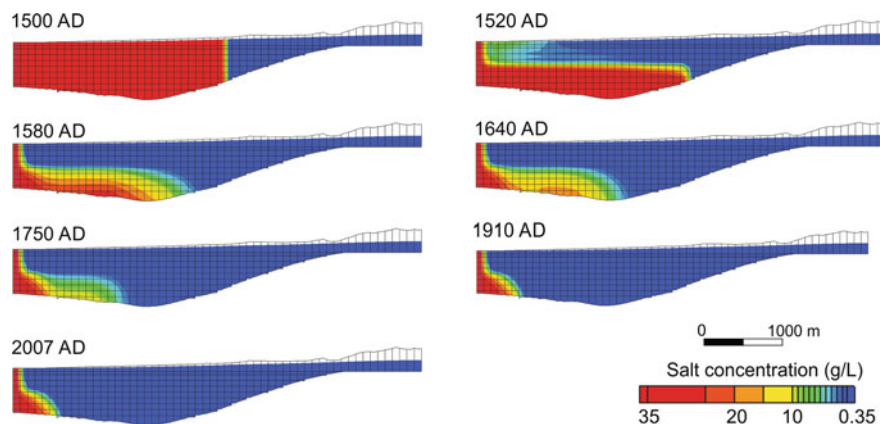 1500 AD
1520 AD
1580 AD
1640 AD
1750 AD
1910 AD
2007 AD
0 1000 m
Salt concentration (g/L)
35 20 10 0.35